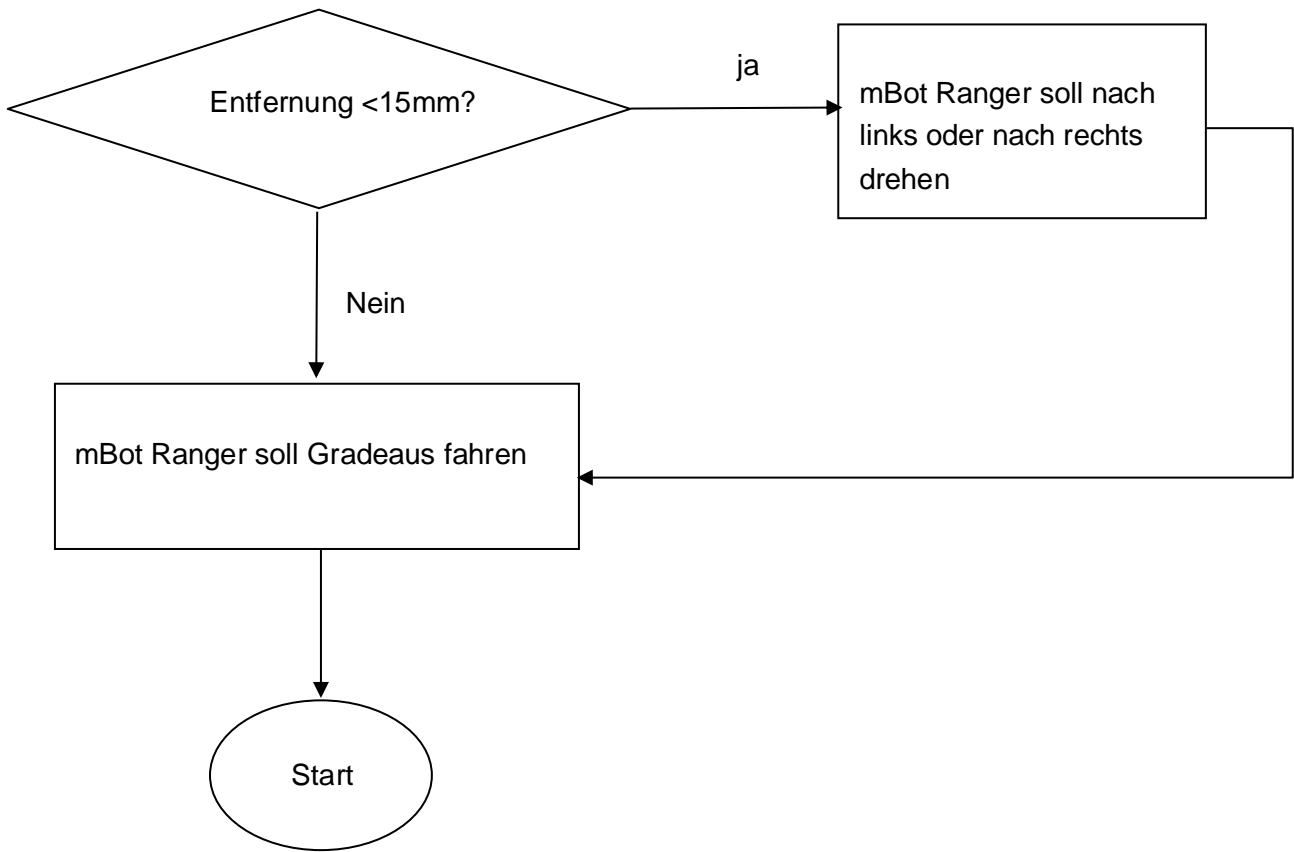 Entfernung <15mm?
ja
mBot Ranger soll nach
links oder nach rechts
drehen
Nein
mBot Ranger soll Gradeaus fahren
Start